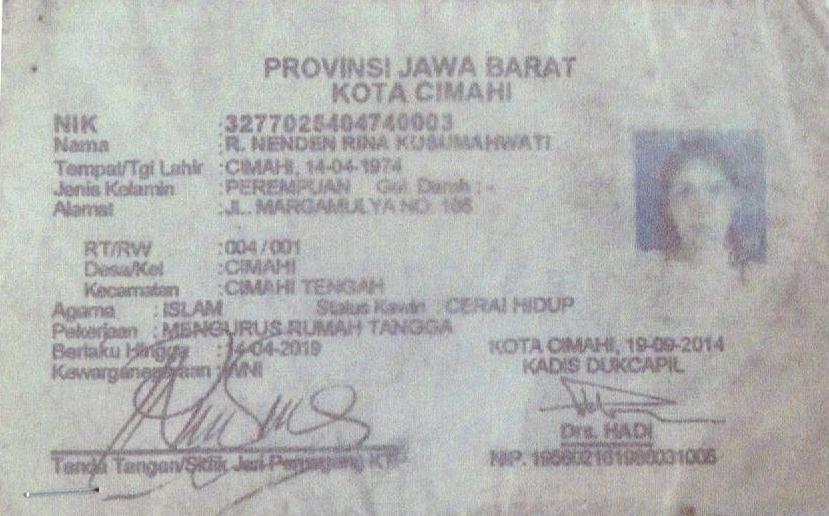 PROVINSI JAWA BARAT
KOTA CIMAHI
NIK : 3277025404740003
Nama : R. NENDEN RINA KUSUMAHWATI
Tempat/Tgl Lahir : CIMAHI, 14-04-1974
Jenis Kelamin : PEREMPUAN Gol. Darah : -
Alamat : JL. MARGAMULYA NO.
RT/RW : 004 / 001
Desa/Kel : CIMAHI
Kecamatan : CIMAHI TENGAH
Agama : ISLAM Status Kawin : CERAI HIDUP
Pekerjaan : MENGURUS RUMAH TANGGA
Berlaku Hingga : 14-04-2019
Kewarganegaraan : WNI
KOTA CIMAHI, 19-09-2014
KADIS DUKCAPIL
Drs. HADI
Tanda Tangan/Sidik Jari Pemegang KTP
NIP.